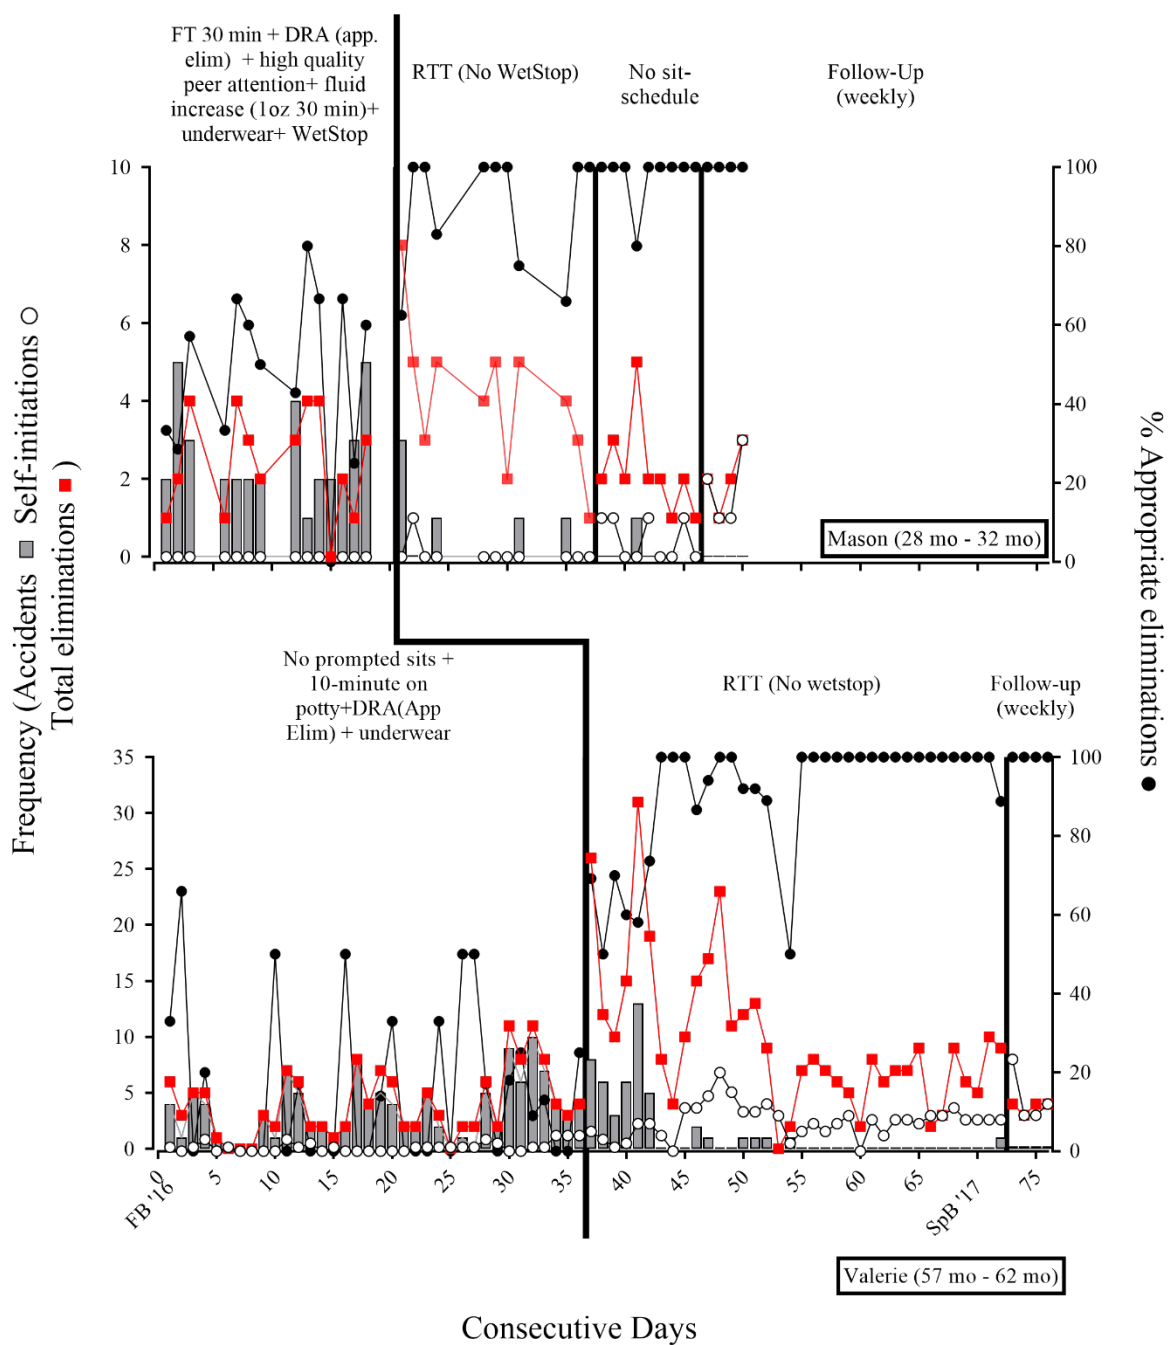 FT 30 min + DRA (app.
elim) + high quality
peer attention+ fluid
increase (1oz 30 min)+
underwear+ WetStop
RTT (No WetStop)
No sit-
schedule
Follow-Up
(weekly)
10
8
6
4
2
0
100
80
60
40
20
0
Mason (28 mo - 32 mo)
Frequency (Accidents Self-initiations
Total eliminations )
% Appropriate eliminations
No prompted sits +
10-minute on
potty+DRA(App
Elim) + underwear
RTT (No wetstop)
Follow-up
(weekly)
35
30
25
20
15
10
5
0
100
80
60
40
20
0
0 5 10 15 20 25 30 35 40 45 50 55 60 65 70 75
FB '16
SpB '17
Valerie (57 mo - 62 mo)
Consecutive Days